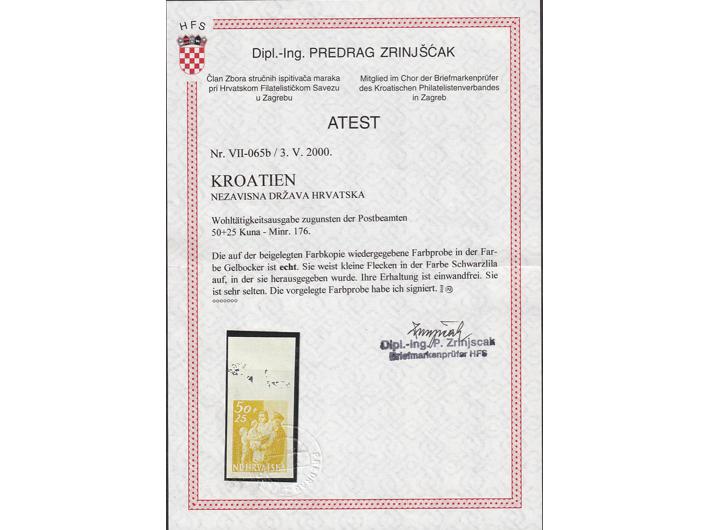 HFS
Dipl.-Ing. PREDRAG ZRINJŠĆAK
Član Zbora stručnih ispitivača maraka
pri Hrvatskom Filatelističkom Savezu
u Zagrebu
Mitglied im Chor der Briefmarkenprüfer
des Kroatischen Philatelistenverbandes
in Zagreb
ATEST
Nr. VII-065b / 3. V. 2000.
KROATIEN
NEZAVISNA DRŽAVA HRVATSKA
Wohltätigkeitsausgabe zugunsten der Postbeamten
50+25 Kuna - Minr. 176.
Die auf der beigelegten Farbkopie wiedergegebene Farbprobe in der Far-
be Gelbocker ist echt. Sie weist kleine Flecken in der Farbe Schwarzlila
auf, in der sie herausgegeben wurde. Ihre Erhaltung ist einwandfrei. Sie
ist sehr selten. Die vorgelegte Farbprobe habe ich signiert.
Dipl.-Ing. P. Zrinjscak
Briefmarkenprüfer HFS
50+
25
ND HRVATSKA